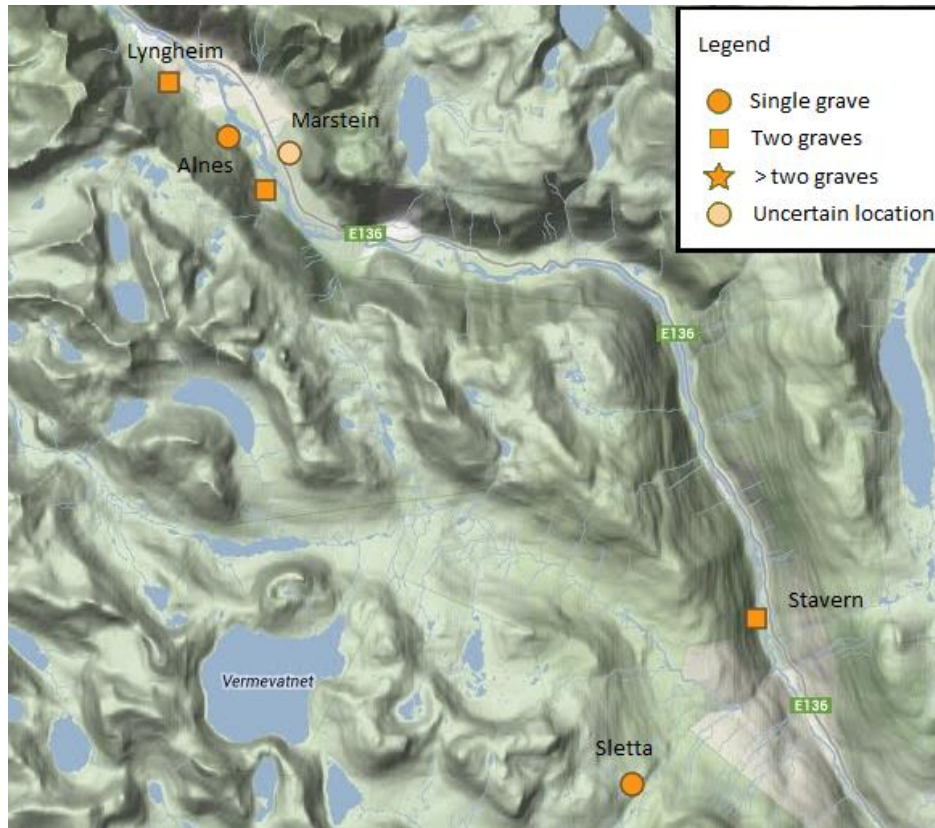 Lyngheim
Marstein
Alnes
E136
E136
Stavern
Vermevatnet
E136
Sletta
Legend
Single grave
Two graves
> two graves
Uncertain location